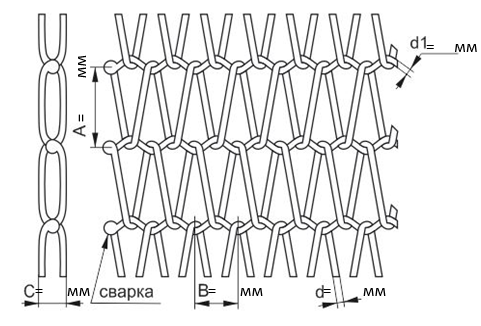 d1= мм
A= мм
C= мм
сварка
B= мм
d= мм